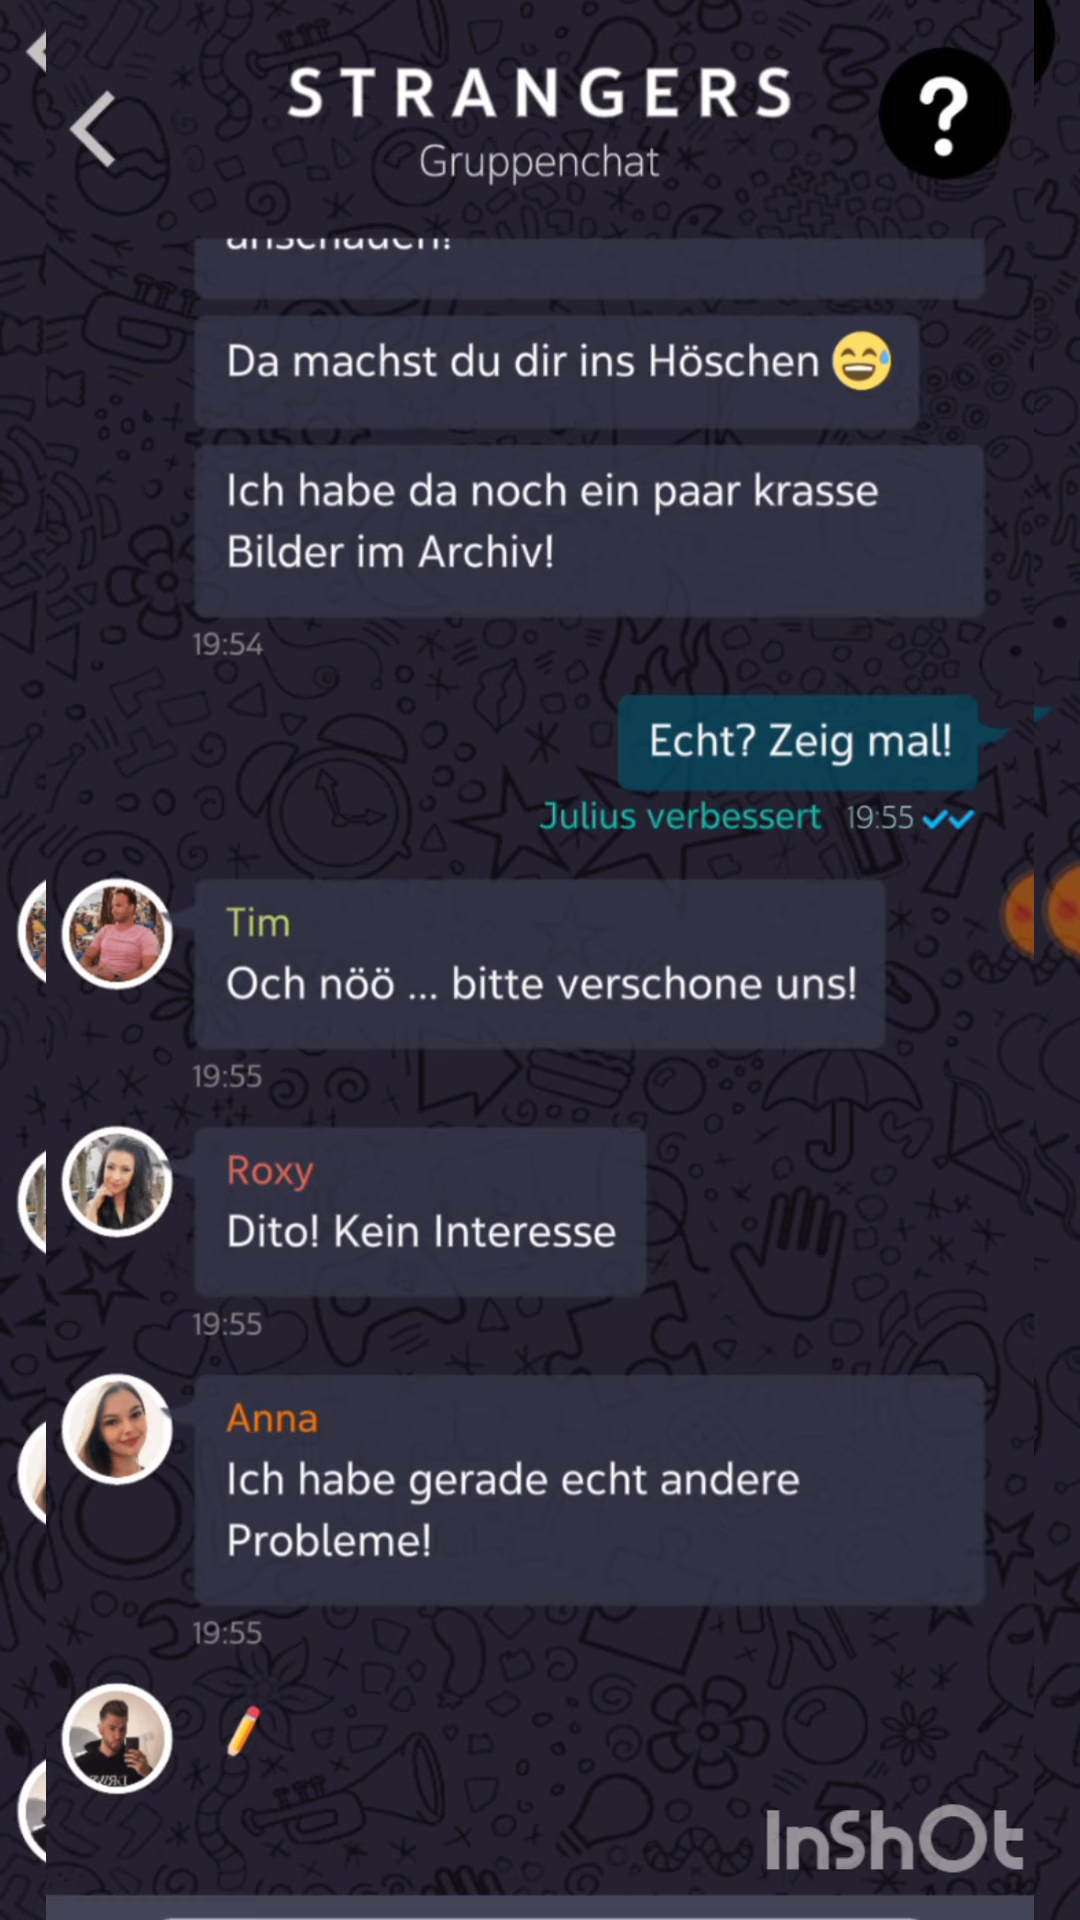 STRANGERS
?
Gruppenchat
anschauen!
Da machst du dir ins Höschen 😅
Ich habe da noch ein paar krasse
Bilder im Archiv!
19:54
Echt? Zeig mal!
Julius verbessert 19:55
Tim
Och nöö ... bitte verschone uns!
19:55
Roxy
Dito! Kein Interesse
19:55
Anna
Ich habe gerade echt andere
Probleme!
19:55
InShOt